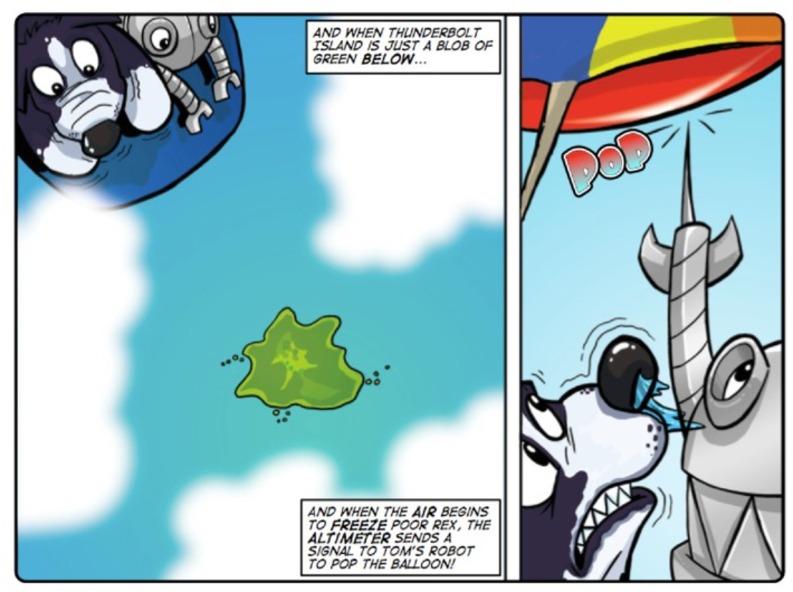 AND WHEN THUNDERBOLT
ISLAND IS JUST A BLOB OF
GREEN BELOW...
AND WHEN THE AIR BEGINS
TO FREEZE POOR REX, THE
ALTIMETER SENDS A
SIGNAL TO TOM'S ROBOT
TO POP THE BALLOON!
POP